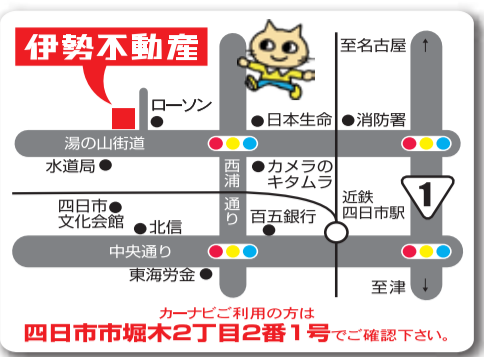 伊勢不動産
至名古屋
↑
ローソン
日本生命
消防署
湯の山街道
水道局
西浦通り
カメラの
キタムラ
1
四日市
文化会館
北信
百五銀行
近鉄
四日市駅
中央通り
東海労金
至津
↓
カーナビご利用の方は
四日市市堀木2丁目2番1号でご確認下さい。